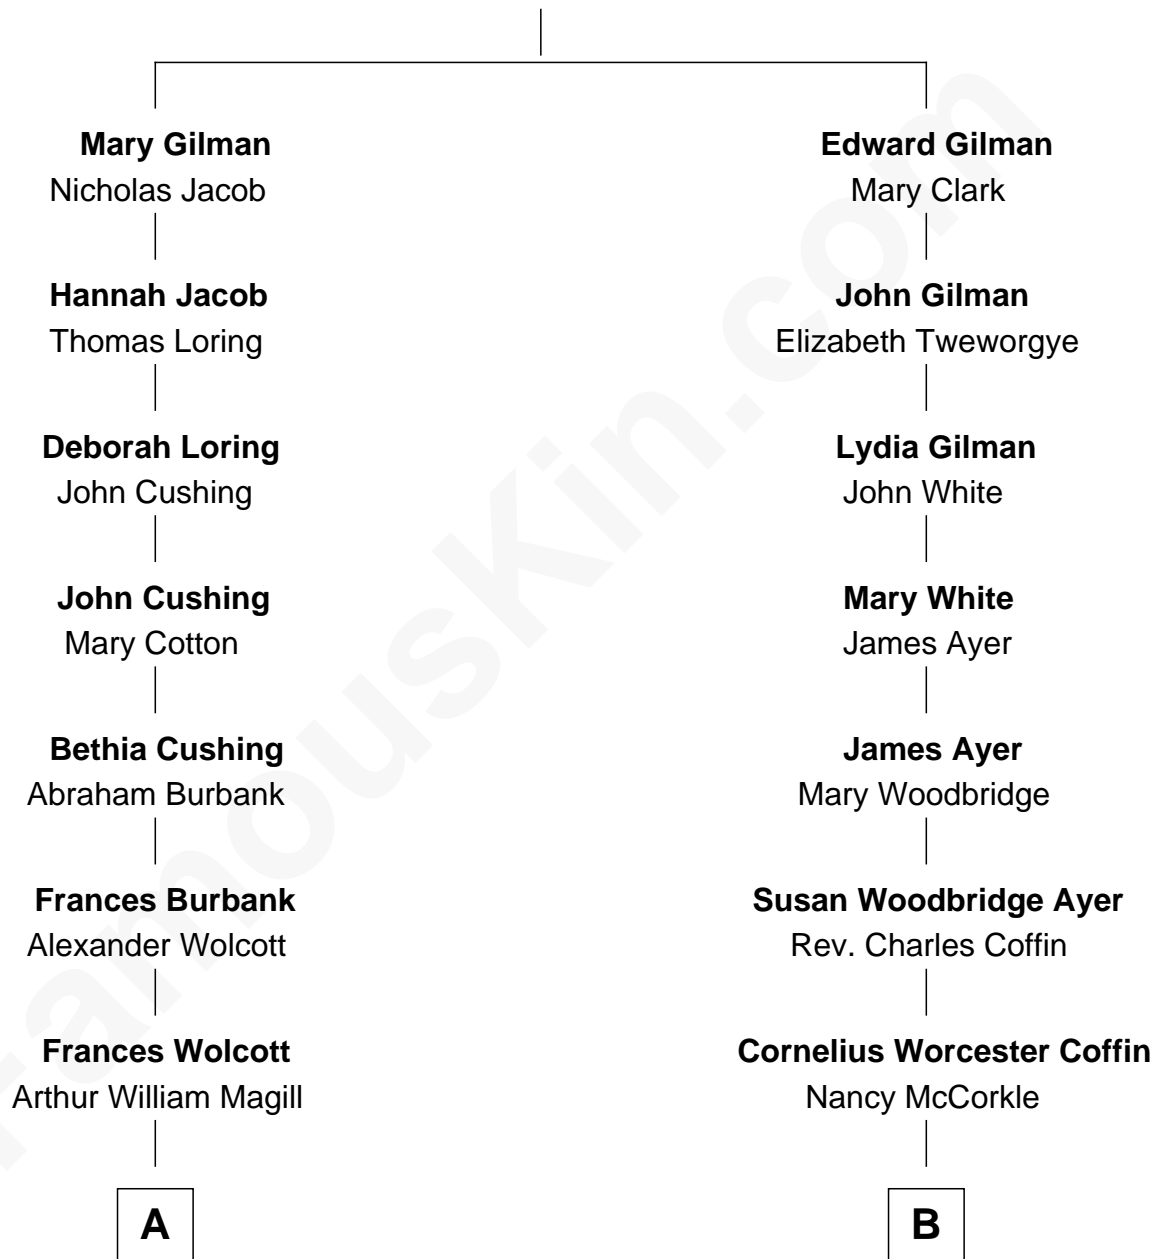 Mary Gilman
Nicholas Jacob
Hannah Jacob
Thomas Loring
Deborah Loring
John Cushing
John Cushing
Mary Cotton
Bethia Cushing
Abraham Burbank
Frances Burbank
Alexander Wolcott
Frances Wolcott
Arthur William Magill
A
Edward Gilman
Mary Clark
John Gilman
Elizabeth Tweworgye
Lydia Gilman
John White
Mary White
James Ayer
James Ayer
Mary Woodbridge
Susan Woodbridge Ayer
Rev. Charles Coffin
Cornelius Worcester Coffin
Nancy McCorkle
B
FamousKin.com